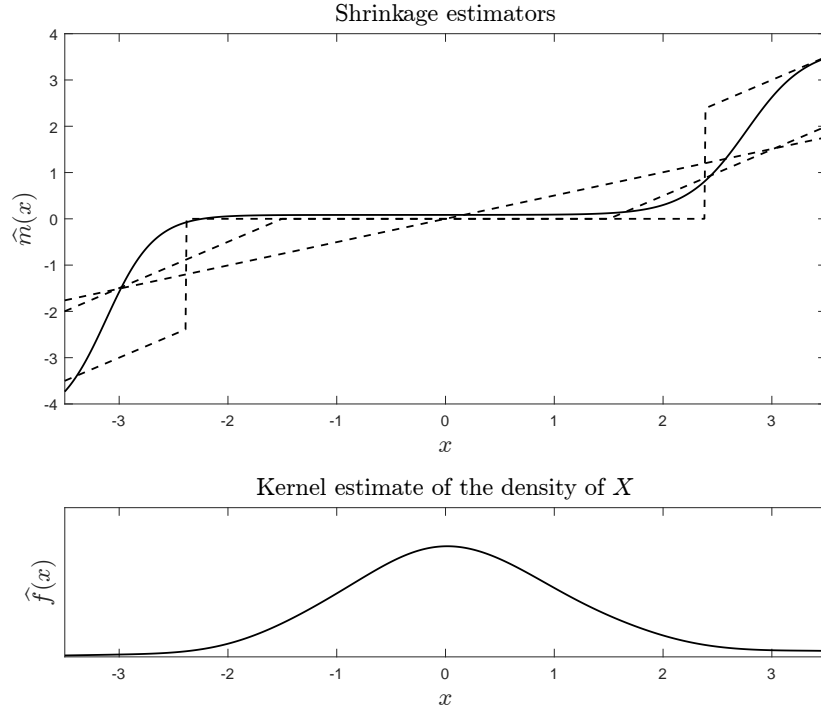 Shrinkage estimators
4
3
2
1
0
-1
-2
-3
-4
m̂(x)
-3 -2 -1 0 1 2 3
x
Kernel estimate of the density of X
f̂(x)
-3 -2 -1 0 1 2 3
x